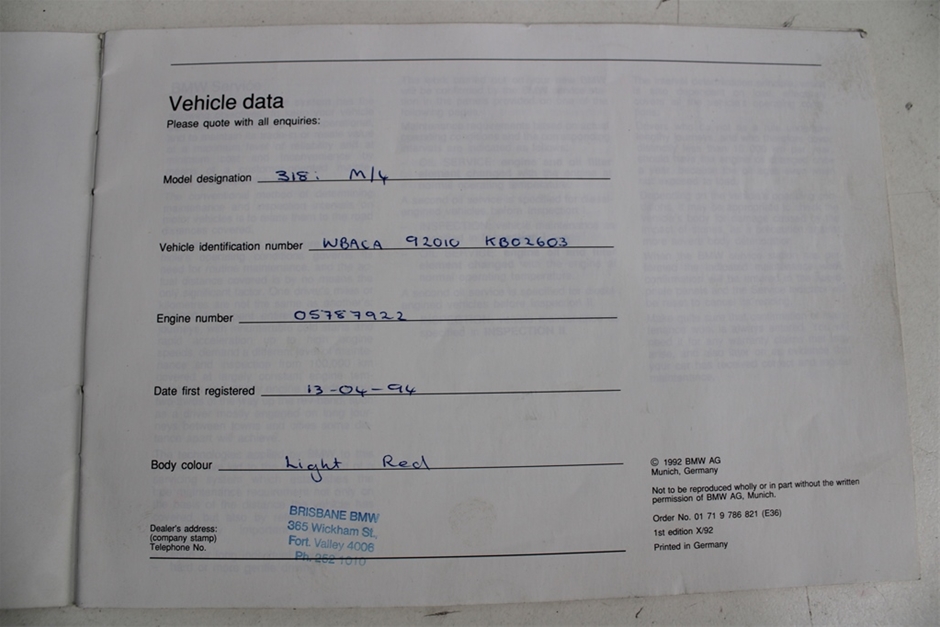 Vehicle data
Please quote with all enquiries:
Model designation 318i M/4
Vehicle identification number WBACA 92010 KB02603
Engine number 05787922
Date first registered 13-04-94
Body colour Light Red
Dealer's address:
(company stamp)
Telephone No.
BRISBANE BMW
365 Wickham St,
Fort. Valley 4006
Ph. 252 1010
© 1992 BMW AG
Munich, Germany
Not to be reproduced wholly or in part without the written
permission of BMW AG, Munich.
Order No. 01 71 9 786 821 (E36)
1st edition X/92
Printed in Germany